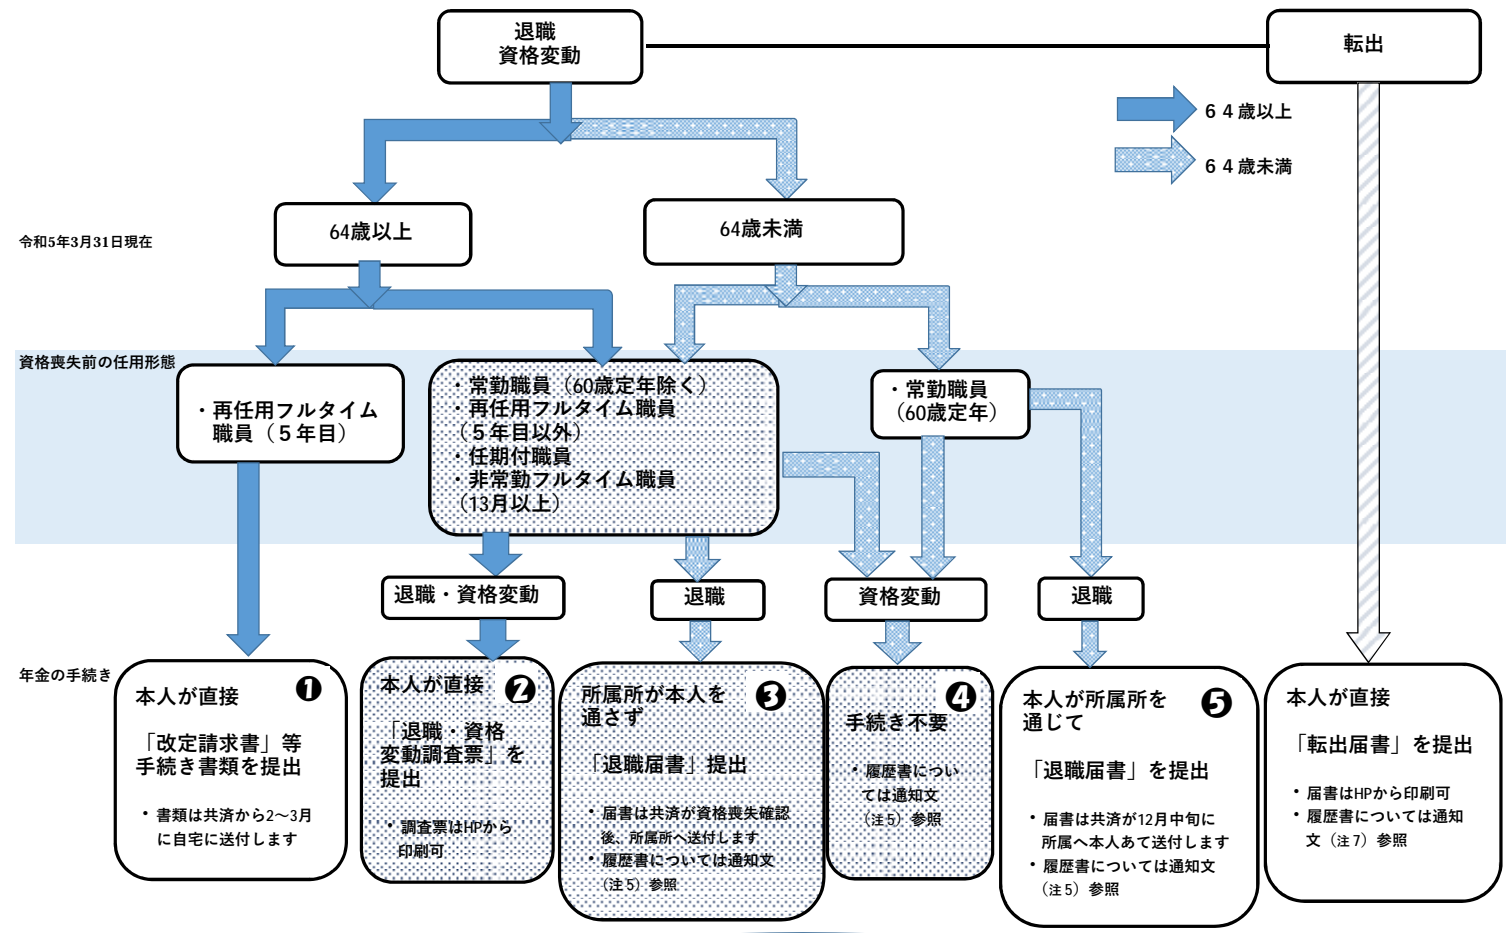 退職
資格変動
転出
６４歳以上
６４歳未満
64歳以上
64歳未満
令和5年3月31日現在
資格喪失前の任用形態
・再任用フルタイム
職員（５年目）
・常勤職員（60歳定年除く）
・再任用フルタイム職員
（５年目以外）
・任期付職員
・非常勤フルタイム職員
（13月以上）
・常勤職員
（60歳定年）
退職・資格変動
退職
資格変動
退職
年金の手続き
本人が直接
❶
「改定請求書」等
手続き書類を提出
・書類は共済から2～3月
に自宅に送付します
本人が直接
❷
「退職・資格
変動調査票」を
提出
・調査票はHPから
印刷可
所属所が本人を
通さず
❸
「退職届書」提出
・届書は共済が資格喪失確認
後、所属所へ送付します
・履歴書については通知文
（注５）参照
❹
手続き不要
・履歴書につい
ては通知文
（注５）参照
本人が所属所を
通じて
❺
「退職届書」を提出
・届書は共済が12月中旬に
所属へ本人あて送付します
・履歴書については通知文
（注５）参照
本人が直接
「転出届書」を提出
・届書はHPから印刷可
・履歴書については通知
文（注７）参照